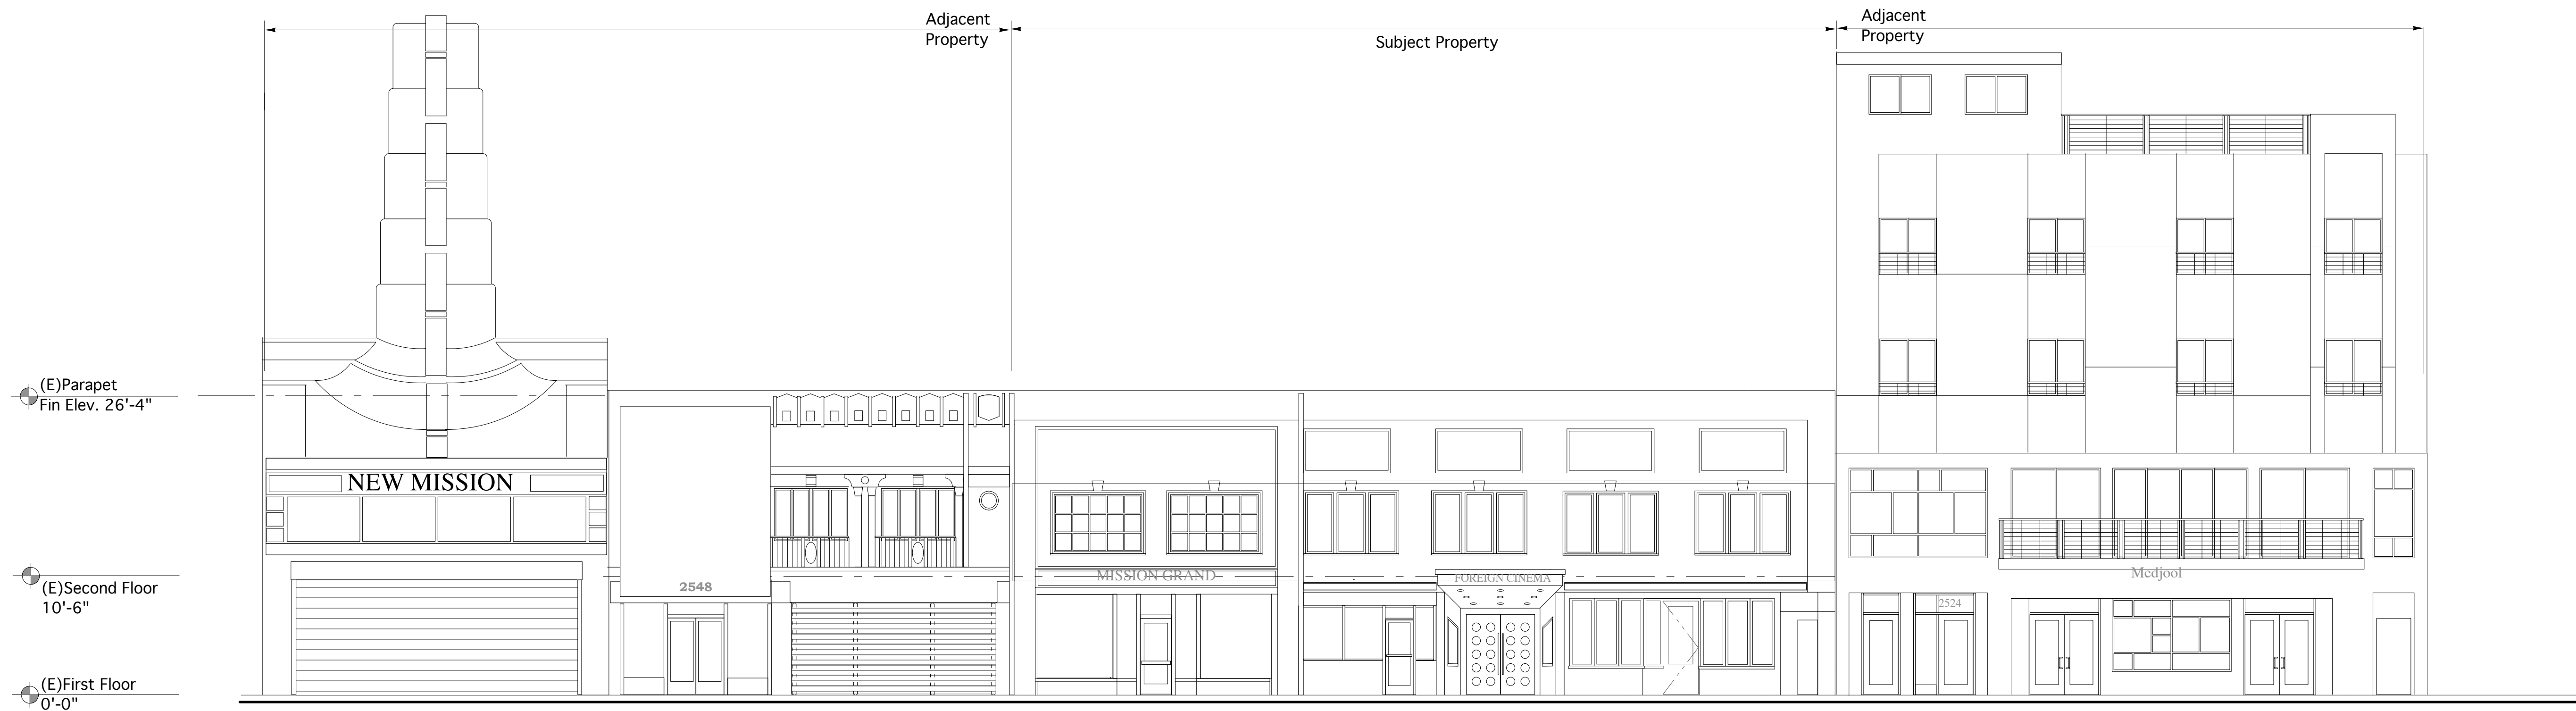 Adjacent
Property
Subject Property
Adjacent
Property
(E)Parapet
Fin Elev. 26'-4"
NEW MISSION
(E)Second Floor
10'-6"
2548
MISSION GRAND
FOREIGN CINEMA
Medjool
2524
(E)First Floor
0'-0"